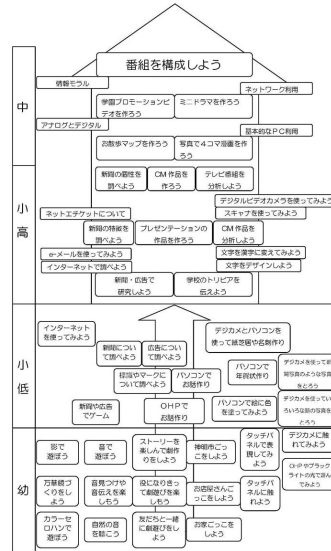 番組を構成しよう
情報モラル
ネットワーク利用
学園プロモーションビ
デオを作ろう
ミニドラマを作ろう
アナログとデジタル
基本的なPC利用
お散歩マップを作ろう
写真で4コマ漫画を作
ろう
中
新聞の個性を
調べよう
CM作品を
作ろう
テレビ番組を
分析しよう
デジタルビデオカメラを使ってみよう
ネットエチケットについて
スキャナを使ってみよう
新聞の特徴を
調べよう
プレゼンテーションの
作品を作ろう
CM作品を
分析しよう
e-メールを使ってみよう
文字を漢字に変えてみよう
インターネットで調べよう
文字をデザインしよう
新聞・広告で
研究しよう
学校のトリビアを
伝えよう
小
高
インターネット
を使ってみよう
デジカメとパソコンを
使って紙芝居や名刺作り
新聞につい
て調べよう
広告につい
て調べよう
標識やマークに
ついて調べよう
パソコンで
お話作り
パソコンで
年賀状作り
デジカメを使って
写真のような写真を
とろう
新聞や広告
でゲーム
OHPで
お話作り
パソコンで絵に色
を塗ってみよう
デジカメを使ってい
ろいろな形の写真を
とろう
小
低
影で
遊ぼう
音で
遊ぼう
ストーリーを
楽しんで劇作
りをしよう
神明市ごっ
こをしよう
タッチパ
ネルで表
現してみ
よう
デジカメに触
れてみよう
万華鏡づ
くりをし
よう
音見つけや
音伝えを楽
しもう
役になりきっ
て劇遊びを楽
しもう
お店屋さんご
っこをしよう
タッチパ
ネルに触
れよう
OHPやブラック
ライトの光で遊ん
でみよう
カラーセ
ロハンで
遊ぼう
自然の音
を聴こう
友だちと一緒
に劇遊びをし
よう
お家ごっこをし
よう
幼